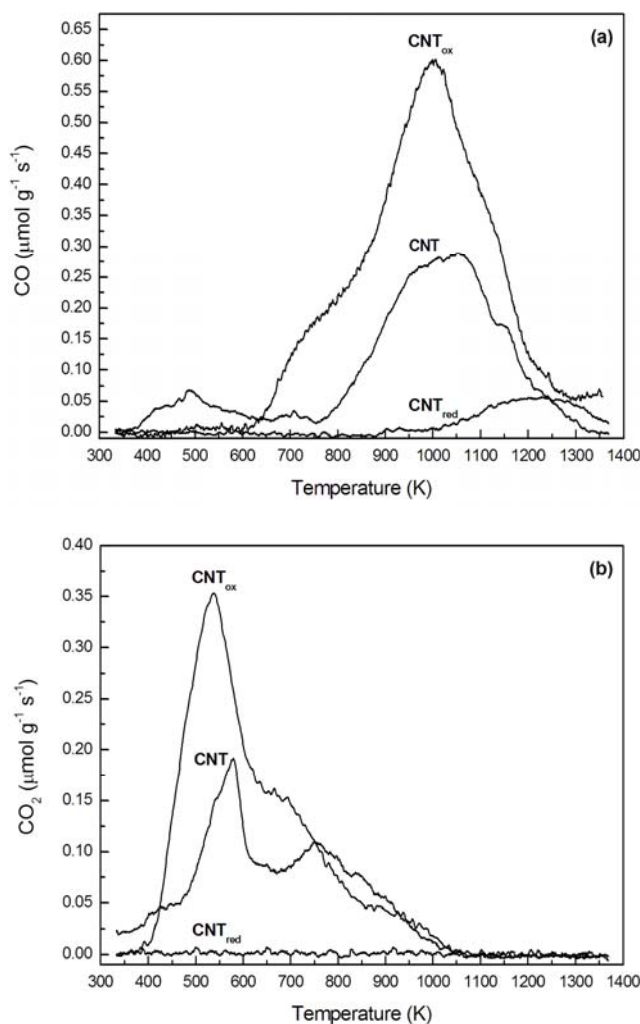 (a)
CNTox
CNT
CNTred
0.65
0.60
0.55
0.50
0.45
0.40
0.35
0.30
0.25
0.20
0.15
0.10
0.05
0.00
CO (μmol g⁻¹ s⁻¹)
300 400 500 600 700 800 900 1000 1100 1200 1300 1400
Temperature (K)
(b)
CNTox
CNT
CNTred
0.40
0.35
0.30
0.25
0.20
0.15
0.10
0.05
0.00
CO₂ (μmol g⁻¹ s⁻¹)
300 400 500 600 700 800 900 1000 1100 1200 1300 1400
Temperature (K)